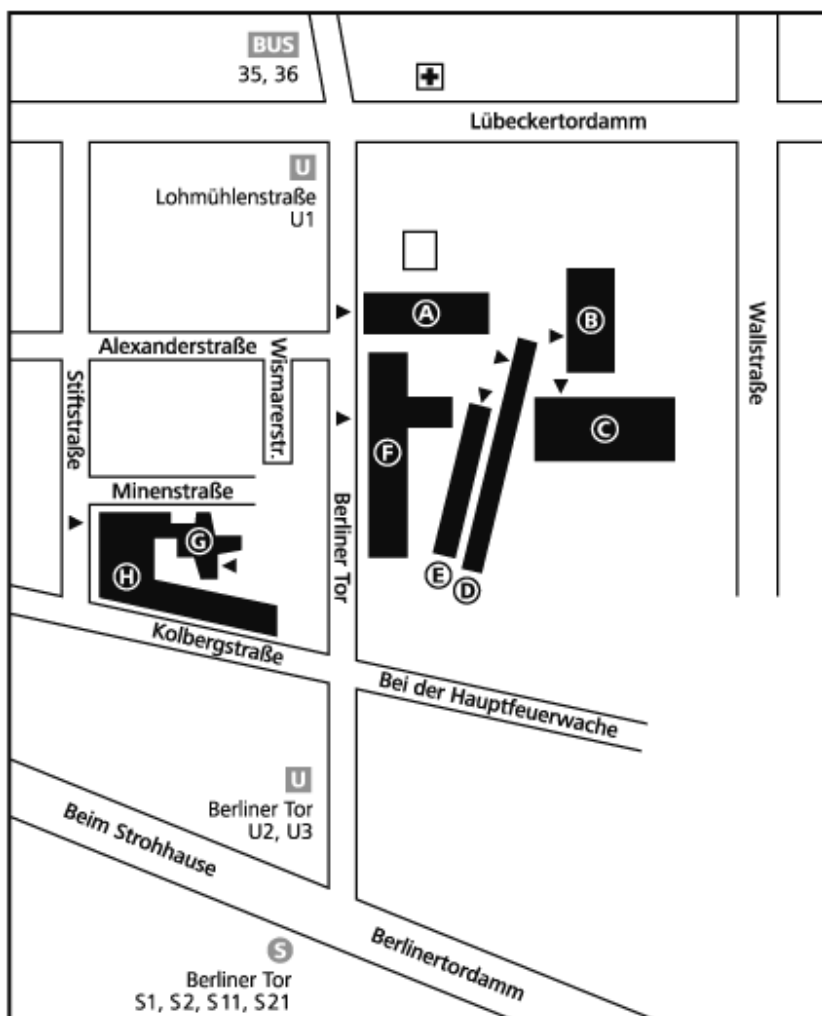 BUS
35, 36
Lübeckertordamm
U
Lohmühlenstraße
U1
A
B
Alexanderstraße
Wismarerstr.
Wallstraße
Stiftstraße
C
F
Minenstraße
Berliner Tor
G
H
E
D
Kolbergstraße
Bei der Hauptfeuerwache
U
Berliner Tor
U2, U3
Beim Strohhause
Berlinertordamm
S
Berliner Tor
S1, S2, S11, S21